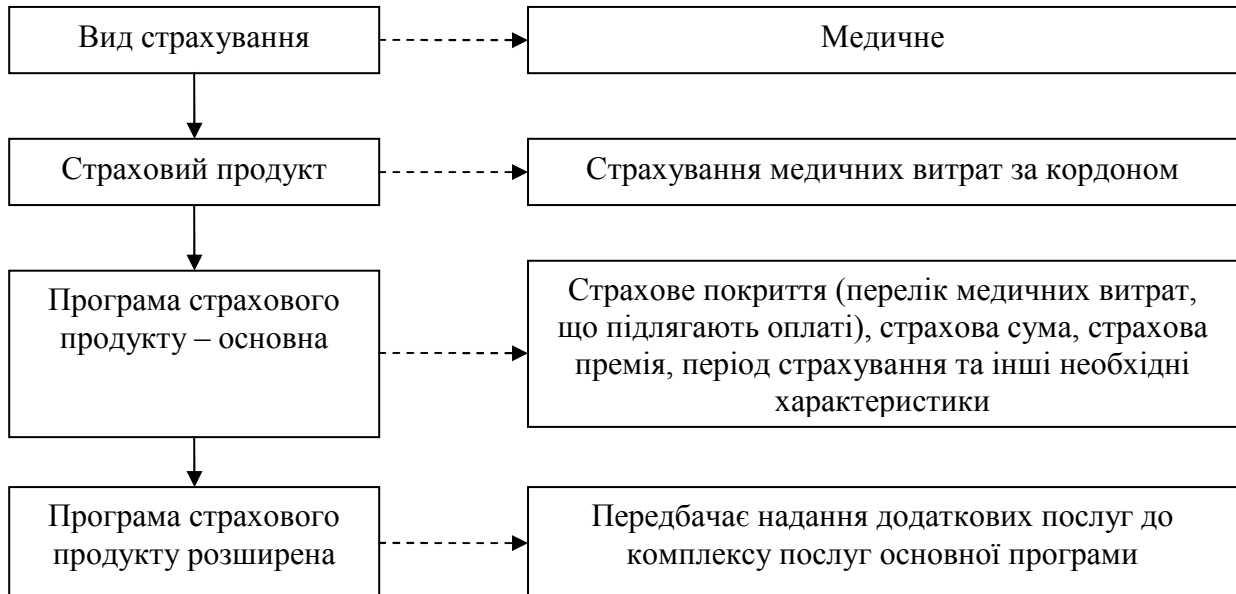 Вид страхування
Медичне
Страховий продукт
Страхування медичних витрат за кордоном
Програма страхового
продукту – основна
Страхове покриття (перелік медичних витрат,
що підлягають оплаті), страхова сума, страхова
премія, період страхування та інші необхідні
характеристики
Програма страхового
продукту розширена
Передбачає надання додаткових послуг до
комплексу послуг основної програми